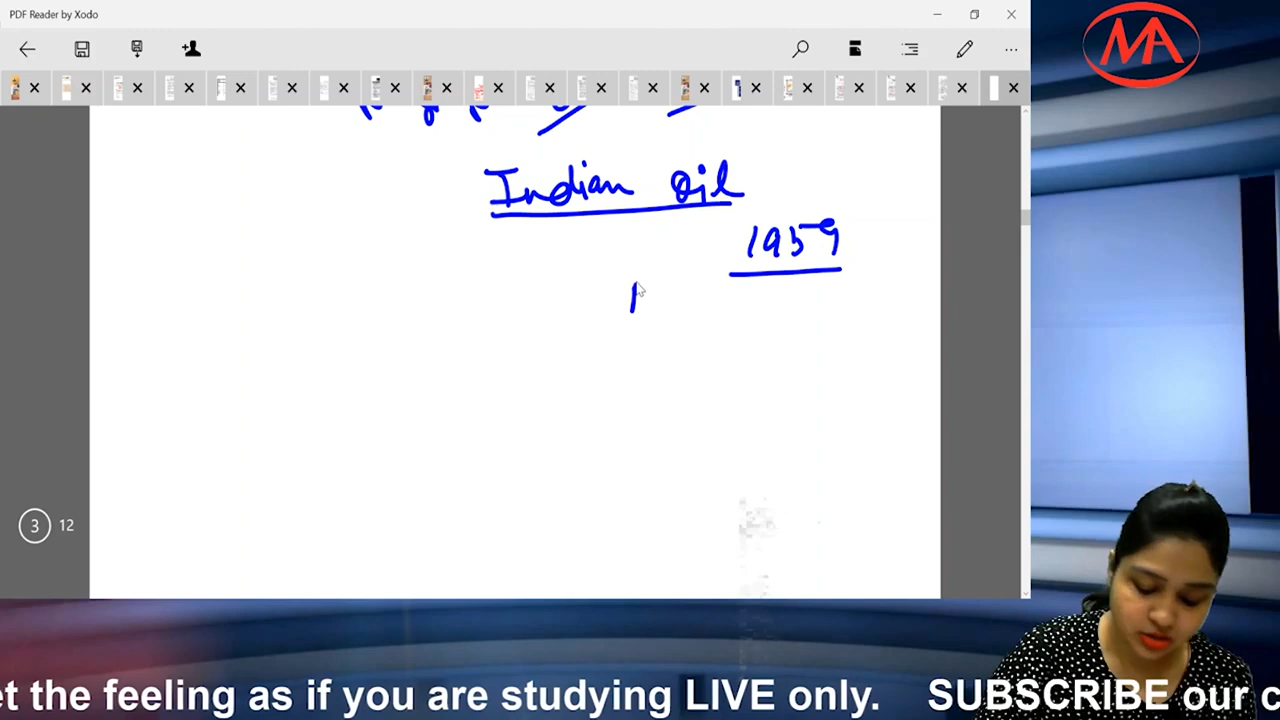 PDF Reader by Xodo
MA
Indian Oil
1959
3 12
et the feeling as if you are studying LIVE only. SUBSCRIBE our c